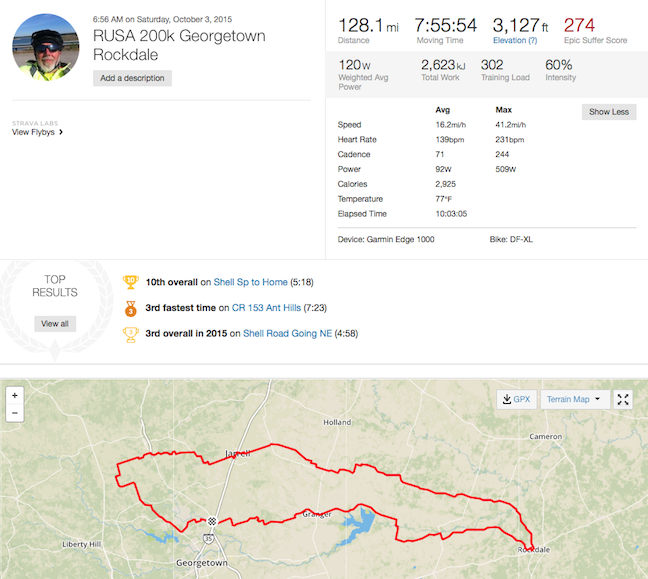 6:56 AM on Saturday, October 3, 2015
RUSA 200k Georgetown
Rockdale
Add a description
STRAVA LABS
View Flybys
128.1mi 7:55:54 3,127ft 274
Distance Moving Time Elevation (?) Epic Suffer Score
120W 2,623kJ 302 60%
Weighted Avg Power Total Work Training Load Intensity
Avg Max Show Less
Speed 16.2mi/h 41.2mi/h
Heart Rate 139bpm 231bpm
Cadence 71 244
Power 92W 509W
Calories 2,925
Temperature 77°F
Elapsed Time 10:03:05
Device: Garmin Edge 1000 Bike: DF-XL
TOP
RESULTS
View all
10 10th overall on Shell Sp to Home (5:18)
3 3rd fastest time on CR 153 Ant Hills (7:23)
3 3rd overall in 2015 on Shell Road Going NE (4:58)
+
−
GPX Terrain Map
Holland
Cameron
Jarrell
Granger
35
Liberty Hill
Rockdale
Georgetown